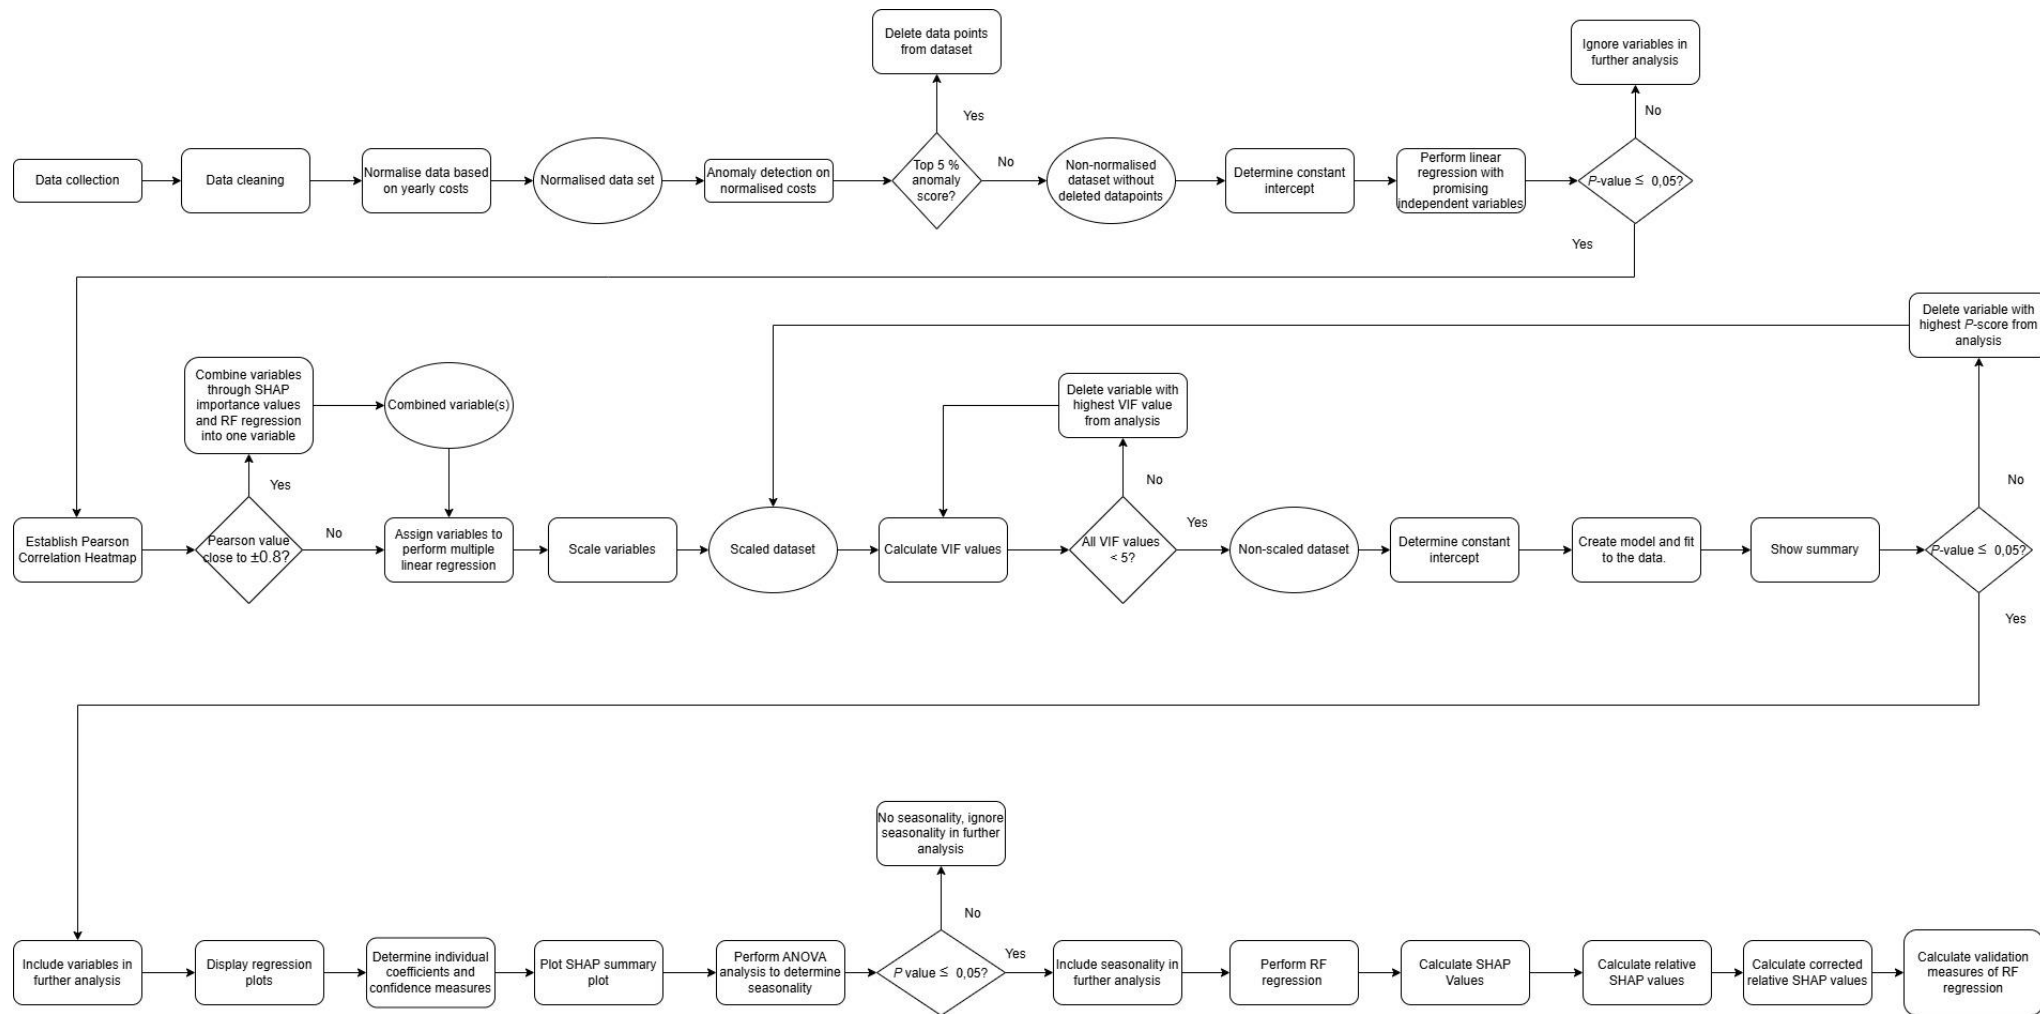 Delete data points
from dataset
Ignore variables in
further analysis
Yes
No
Data collection
Data cleaning
Normalise data based
on yearly costs
Normalised data set
Anomaly detection on
normalised costs
Top 5 %
anomaly
score?
No
Non-normalised
dataset without
deleted datapoints
Determine constant
intercept
Perform linear
regression with
promising
independent variables
P-value ≤ 0,05?
Yes
Delete variable with
highest P-score from
analysis
Combine variables
through SHAP
importance values
and RF regression
into one variable
Combined variable(s)
Delete variable with
highest VIF value
from analysis
Yes
No
No
Establish Pearson
Correlation Heatmap
Pearson value
close to ±0.8?
No
Assign variables to
perform multiple
linear regression
Scale variables
Scaled dataset
Calculate VIF values
All VIF values
< 5?
Yes
Non-scaled dataset
Determine constant
intercept
Create model and fit
to the data.
Show summary
P-value ≤ 0,05?
Yes
No seasonality, ignore
seasonality in further
analysis
No
Include variables in
further analysis
Display regression
plots
Determine individual
coefficients and
confidence measures
Plot SHAP summary
plot
Perform ANOVA
analysis to determine
seasonality
P value ≤ 0,05?
Yes
Include seasonality in
further analysis
Perform RF
regression
Calculate SHAP
Values
Calculate relative
SHAP values
Calculate corrected
relative SHAP values
Calculate validation
measures of RF
regression